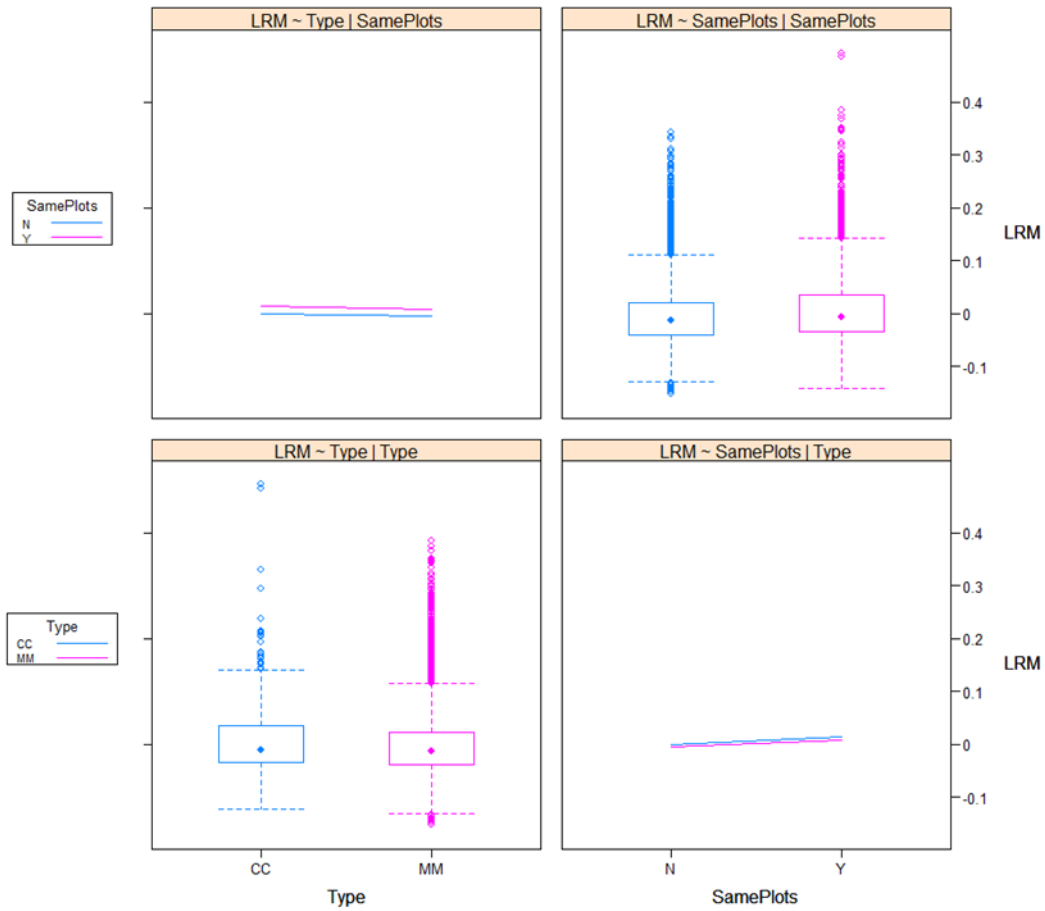 LRM ~ Type | SamePlots
LRM ~ SamePlots | SamePlots
SamePlots
N
Y
0.4
0.3
0.2
0.1
0
-0.1
LRM
LRM ~ Type | Type
LRM ~ SamePlots | Type
Type
CC
MM
0.4
0.3
0.2
0.1
0
-0.1
LRM
CC MM
N Y
Type
SamePlots